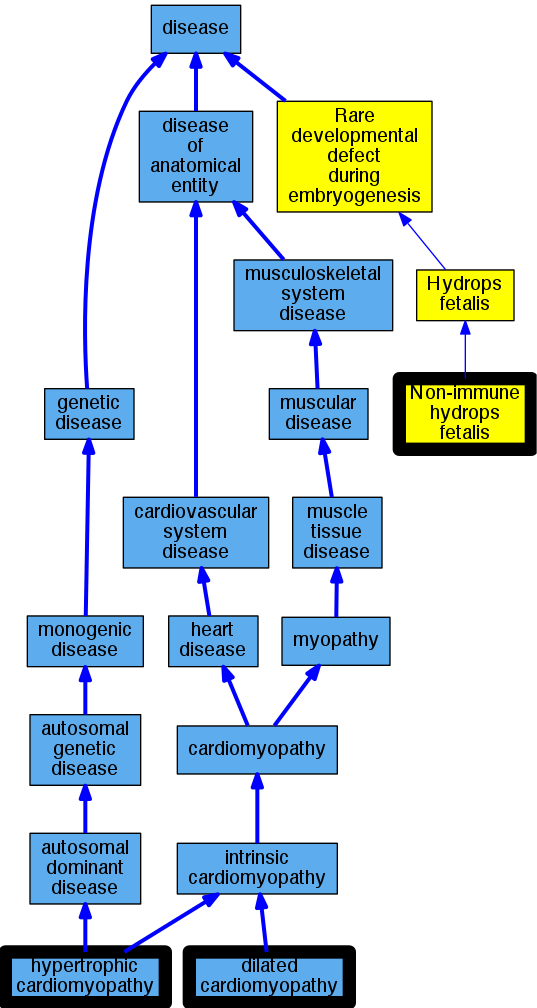 disease
disease
of
anatomical
entity
Rare
developmental
defect
during
embryogenesis
musculoskeletal
system
disease
Hydrops
fetalis
genetic
disease
muscular
disease
Non-immune
hydrops
fetalis
cardiovascular
system
disease
muscle
tissue
disease
monogenic
disease
heart
disease
myopathy
autosomal
genetic
disease
cardiomyopathy
autosomal
dominant
disease
intrinsic
cardiomyopathy
hypertrophic
cardiomyopathy
dilated
cardiomyopathy